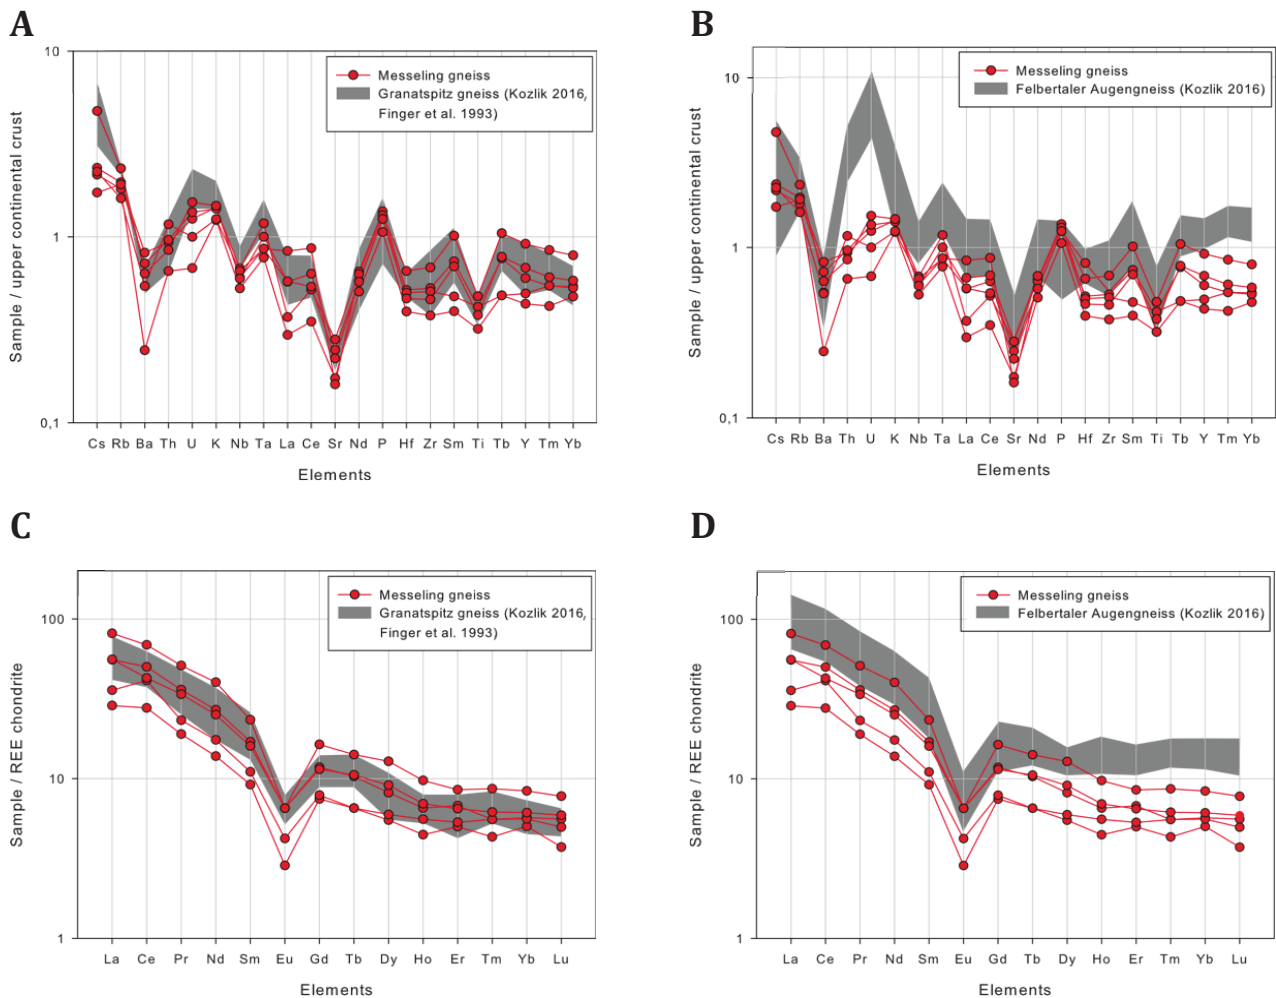 A
10
1
0,1
Sample / upper continental crust
Messeling gneiss
Granatspitz gneiss (Kozlik 2016,
Finger et al. 1993)
Cs Rb Ba Th U K Nb Ta La Ce Sr Nd P Hf Zr Sm Ti Tb Y Tm Yb
Elements
B
10
1
0,1
Sample / upper continental crust
Messeling gneiss
Felbertaler Augengneiss (Kozlik 2016)
Cs Rb Ba Th U K Nb Ta La Ce Sr Nd P Hf Zr Sm Ti Tb Y Tm Yb
Elements
C
100
10
1
Sample / REE chondrite
Messeling gneiss
Granatspitz gneiss (Kozlik 2016,
Finger et al. 1993)
La Ce Pr Nd Sm Eu Gd Tb Dy Ho Er Tm Yb Lu
Elements
D
100
10
1
Sample / REE chondrite
Messeling gneiss
Felbertaler Augengneiss (Kozlik 2016)
La Ce Pr Nd Sm Eu Gd Tb Dy Ho Er Tm Yb Lu
Elements